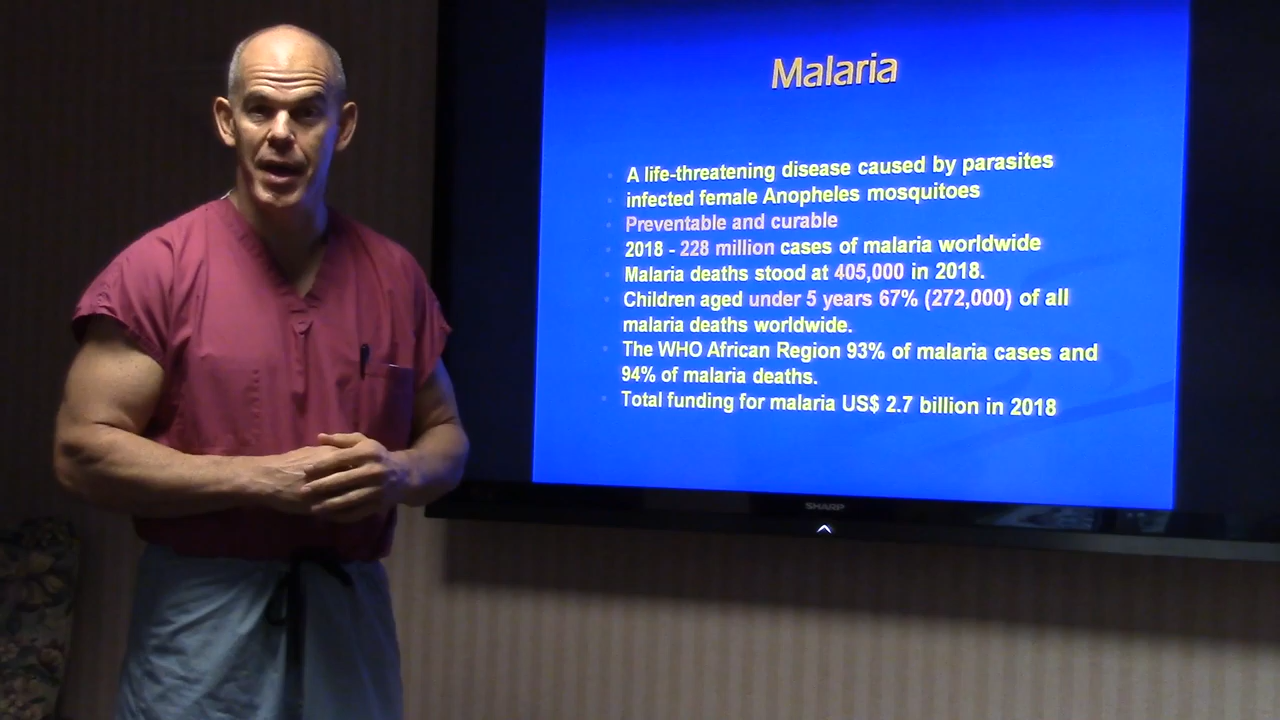 Malaria
A life-threatening disease caused by parasites
infected female Anopheles mosquitoes
Preventable and curable
2018 - 228 million cases of malaria worldwide
Malaria deaths stood at 405,000 in 2018.
Children aged under 5 years 67% (272,000) of all
malaria deaths worldwide.
The WHO African Region 93% of malaria cases and
94% of malaria deaths.
Total funding for malaria US$ 2.7 billion in 2018
SHARP